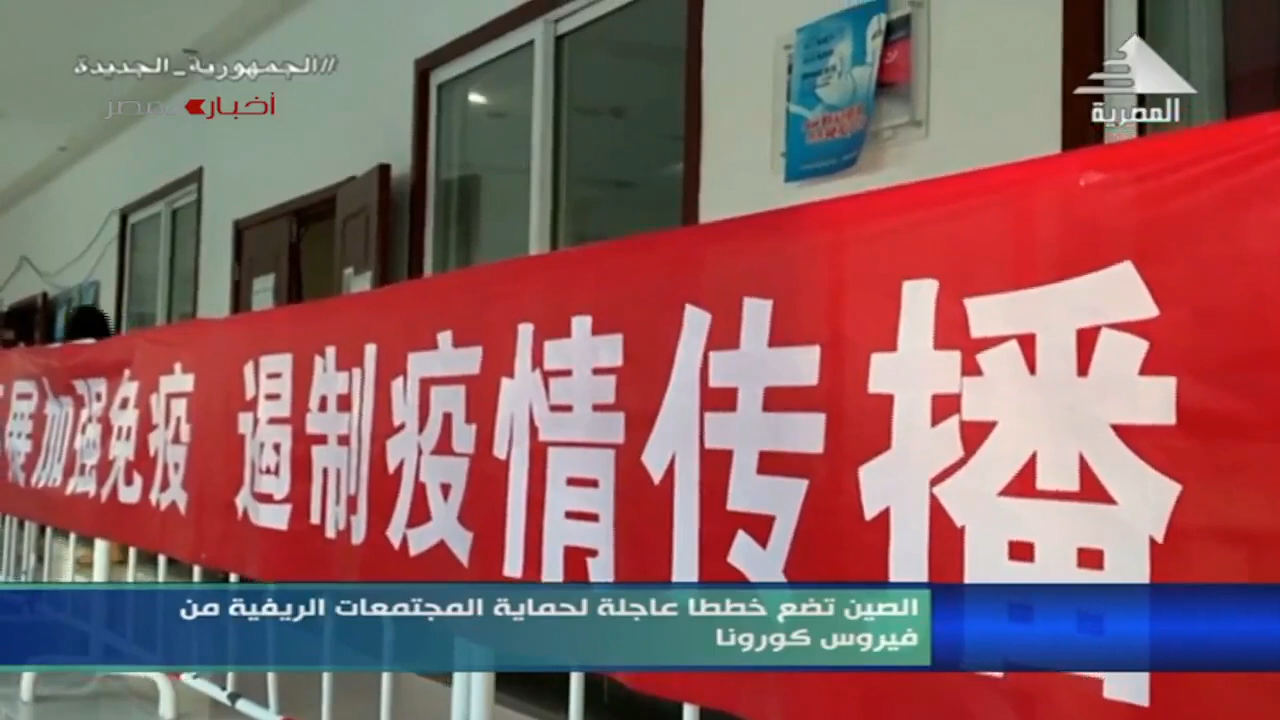 #الجمهورية_الجديدة
أخبار مصر
المصرية
展加强免疫 遏制疫情传播
الصين تضع خططا عاجلة لحماية المجتمعات الريفية من
فيروس كورونا